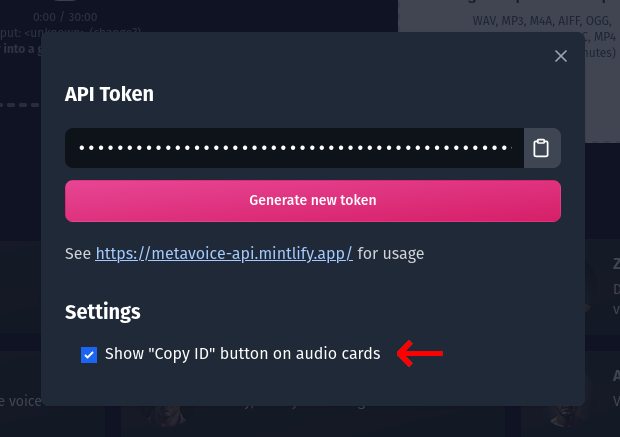 0:00 / 30:00
WAV, MP3, M4A, AIFF, OGG,
put: <unknown> (change?)
MP4
r into a g
nutes)
API Token
••••••••••••••••••••••••••••••••••••••••••••
Generate new token
See https://metavoice-api.mintlify.app/ for usage
Settings
Show "Copy ID" button on audio cards
e voice